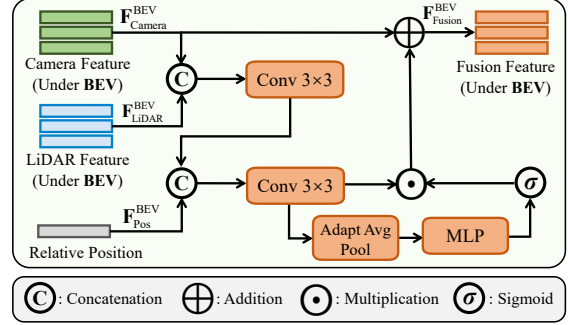 F^BEV_Camera
F^BEV_Fusion
Camera Feature
(Under BEV)
C
Conv 3×3
Fusion Feature
(Under BEV)
F^BEV_LiDAR
LiDAR Feature
(Under BEV)
C
Conv 3×3
σ
F^BEV_Pos
Relative Position
Adapt Avg
Pool
MLP
C : Concatenation
: Addition
: Multiplication
σ : Sigmoid